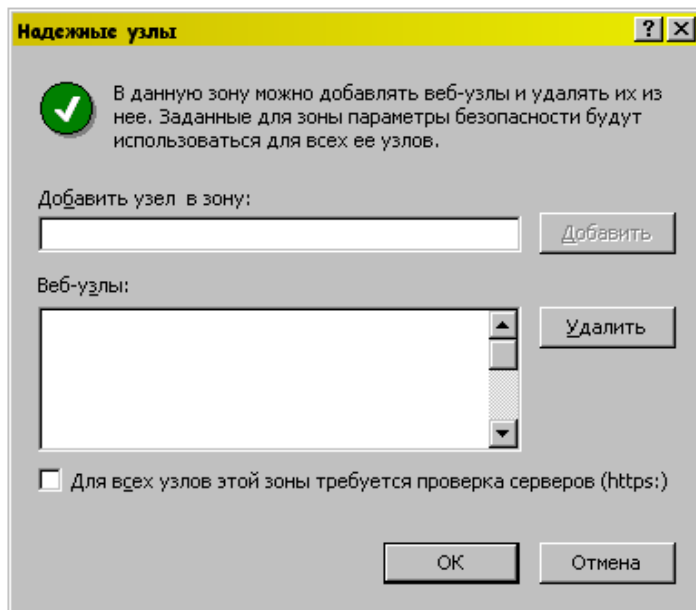 Надежные узлы
В данную зону можно добавлять веб-узлы и удалять их из
нее. Заданные для зоны параметры безопасности будут
использоваться для всех ее узлов.
Добавить узел в зону:
Добавить
Веб-узлы:
Удалить
Для всех узлов этой зоны требуется проверка серверов (https:)
ОК
Отмена